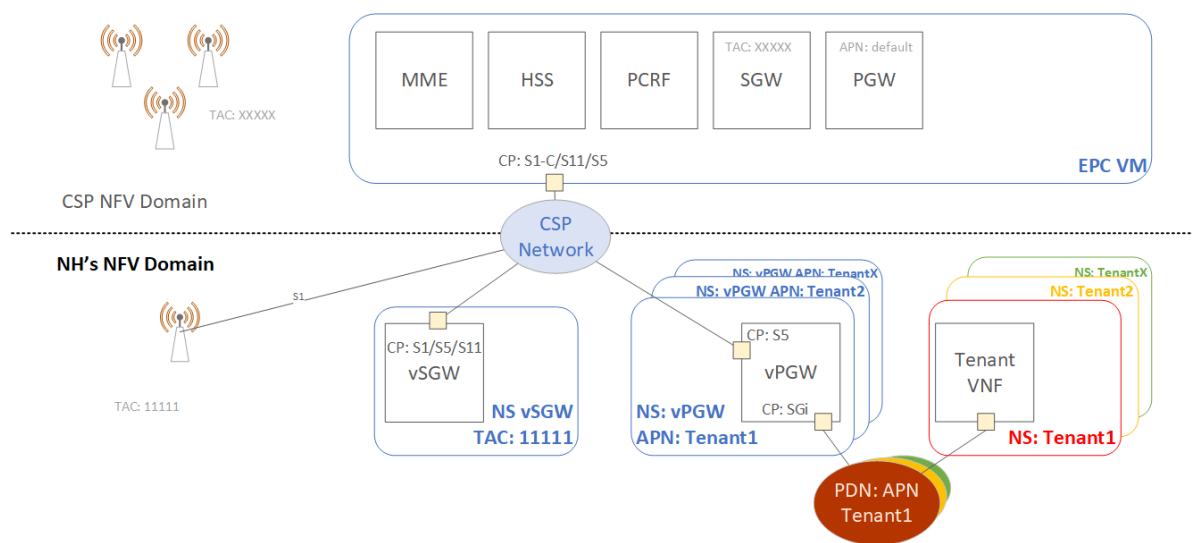 TAC: XXXXX
MME
HSS
PCRF
TAC: XXXXX
SGW
APN: default
PGW
CP: S1-C/S11/S5
EPC VM
CSP NFV Domain
CSP
Network
NH's NFV Domain
S1
TAC: 11111
CP: S1/S5/S11
vSGW
NS vSGW
TAC: 11111
NS: vPGW APN: TenantX
NS: vPGW APN: Tenant2
CP: S5
vPGW
CP: SGi
NS: vPGW
APN: Tenant1
NS: TenantX
NS: Tenant2
Tenant
VNF
NS: Tenant1
PDN: APN
Tenant1